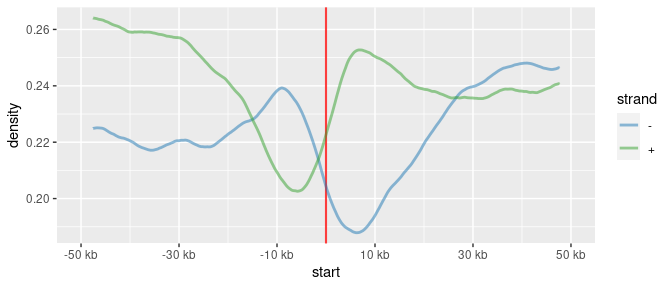 0.26
0.24
0.22
0.20
density
-50 kb
-30 kb
-10 kb
10 kb
30 kb
50 kb
start
strand
-
+